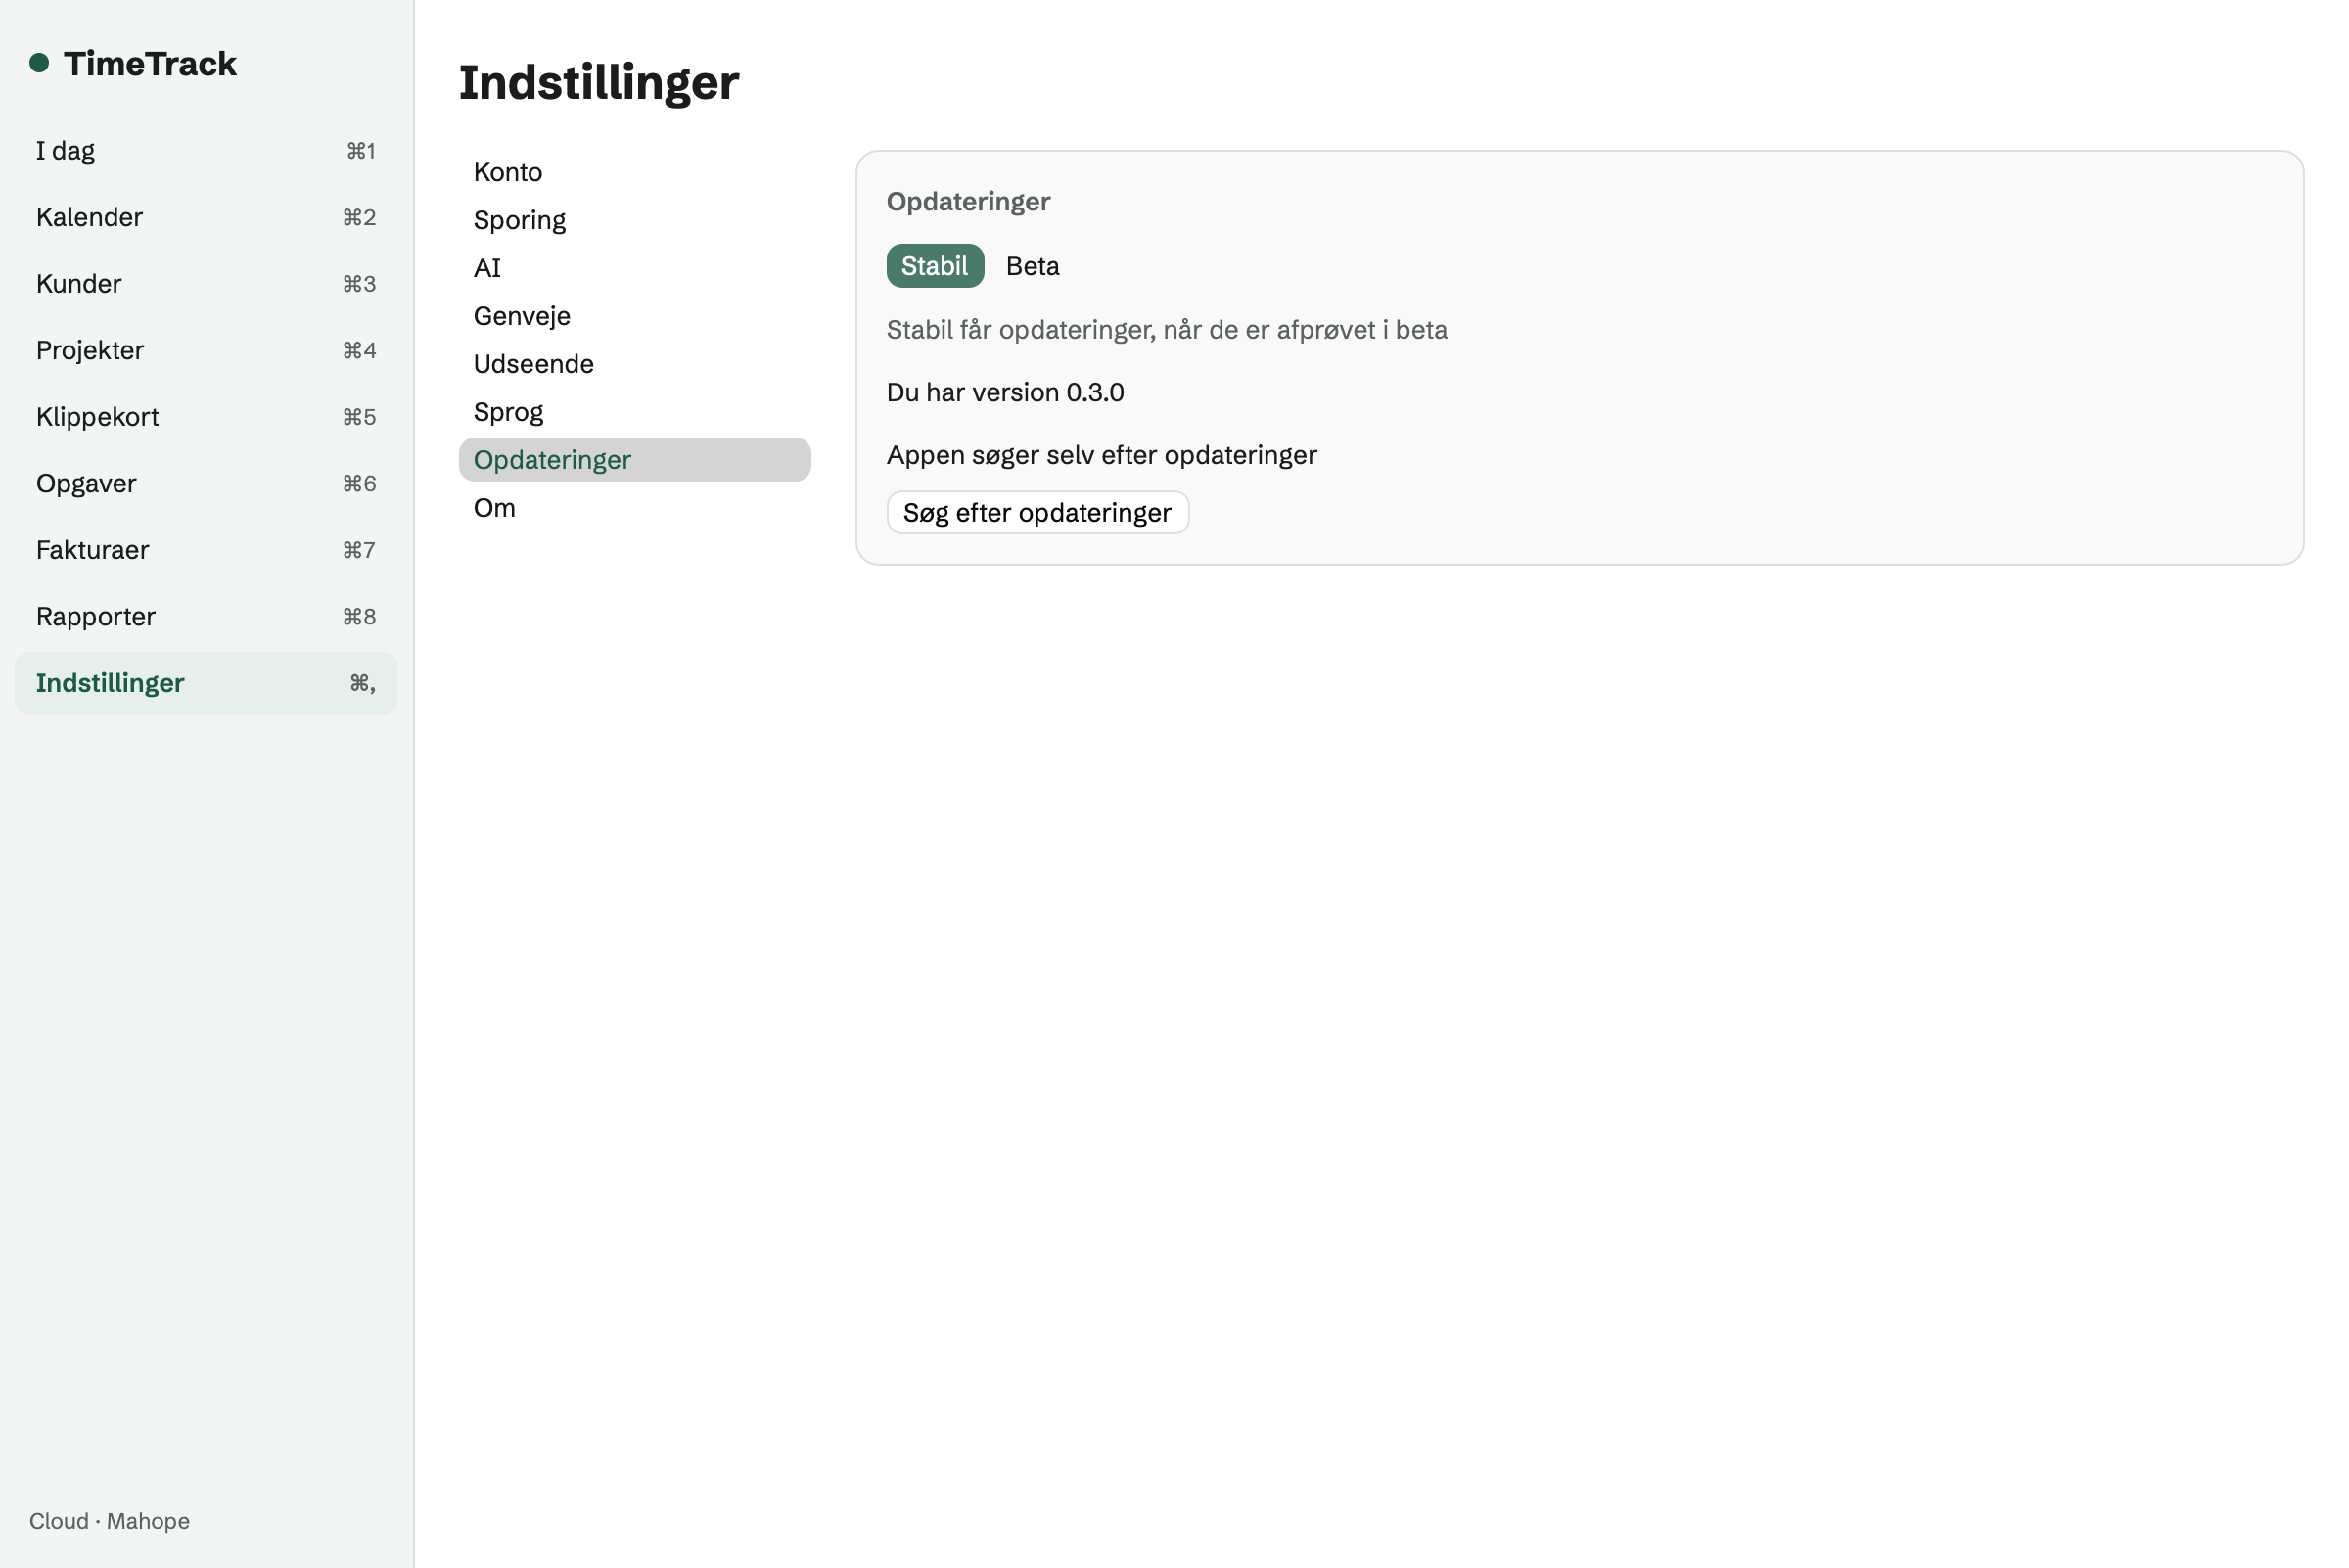 TimeTrack
I dag ⌘1
Kalender ⌘2
Kunder ⌘3
Projekter ⌘4
Klippekort ⌘5
Opgaver ⌘6
Fakturaer ⌘7
Rapporter ⌘8
Indstillinger ⌘,
Cloud · Mahope
Indstillinger
Konto
Sporing
AI
Genveje
Udseende
Sprog
Opdateringer
Om
Opdateringer
Stabil Beta
Stabil får opdateringer, når de er afprøvet i beta
Du har version 0.3.0
Appen søger selv efter opdateringer
Søg efter opdateringer